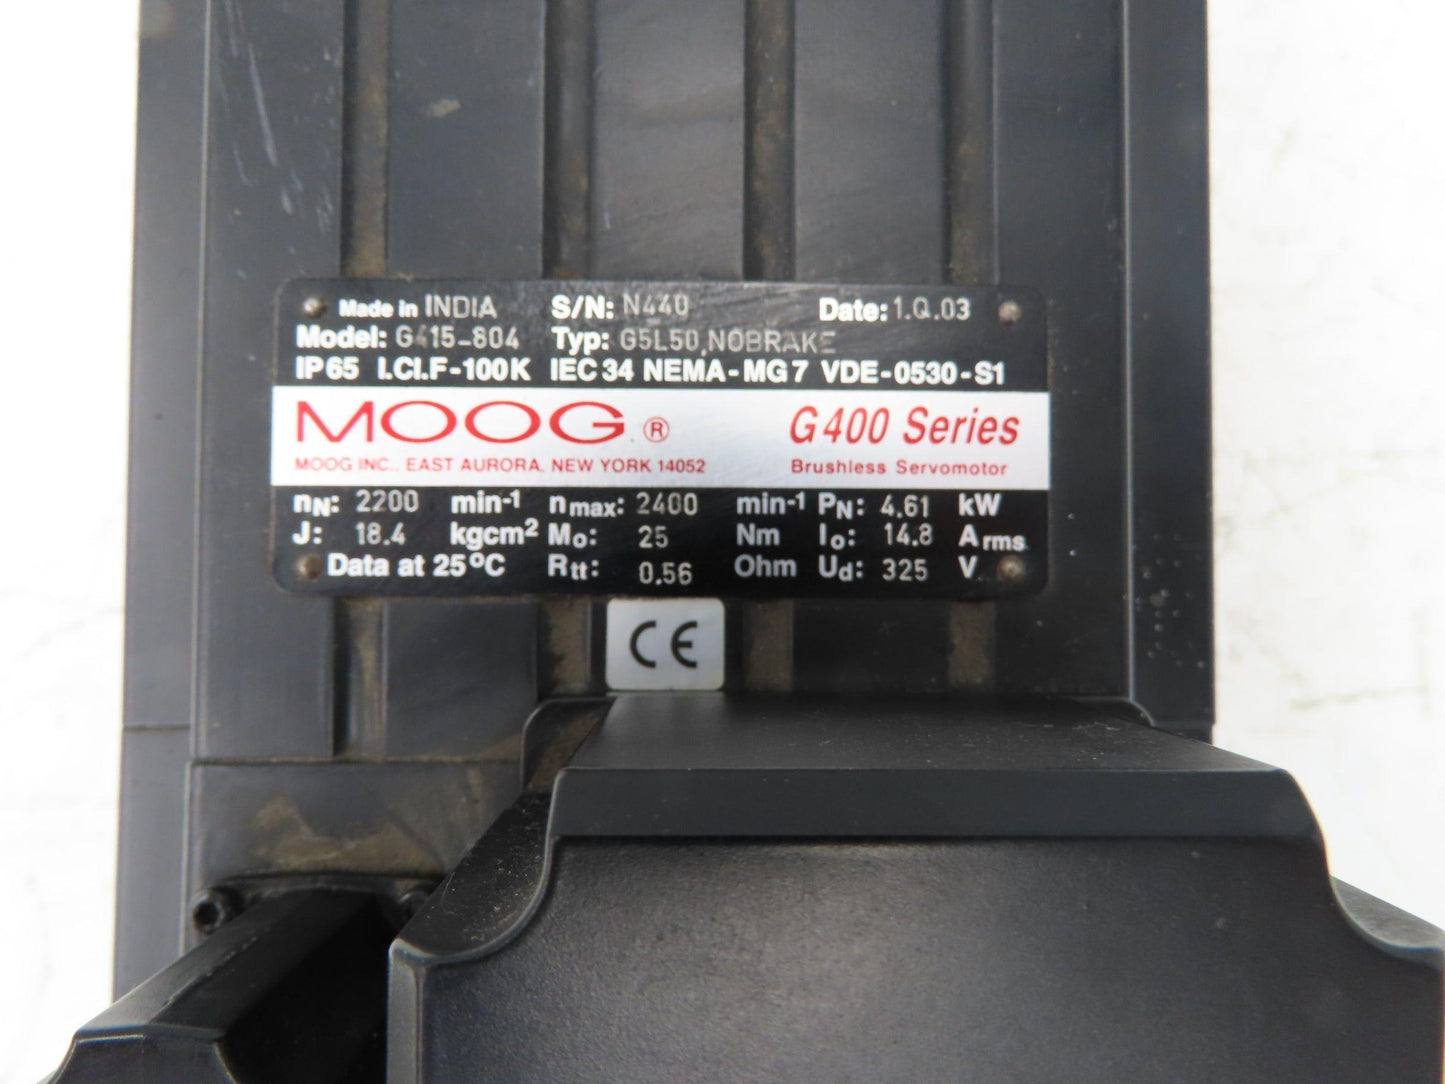 Made in INDIA S/N: N440 Date: 1.Q.03
Model: G415-804 Typ: G5L50,NOBRAKE
IP65 I.Cl.F-100K IEC 34 NEMA-MG7 VDE-0530-S1
MOOG ® G400 Series
MOOG INC., EAST AURORA, NEW YORK 14052 Brushless Servomotor
nN: 2200 min-1 nmax: 2400 min-1 PN: 4.61 kW
J: 18.4 kgcm² Mo: 25 Nm Io: 14.8 Arms
Data at 25°C Rtt: 0.56 Ohm Ud: 325 V
CE